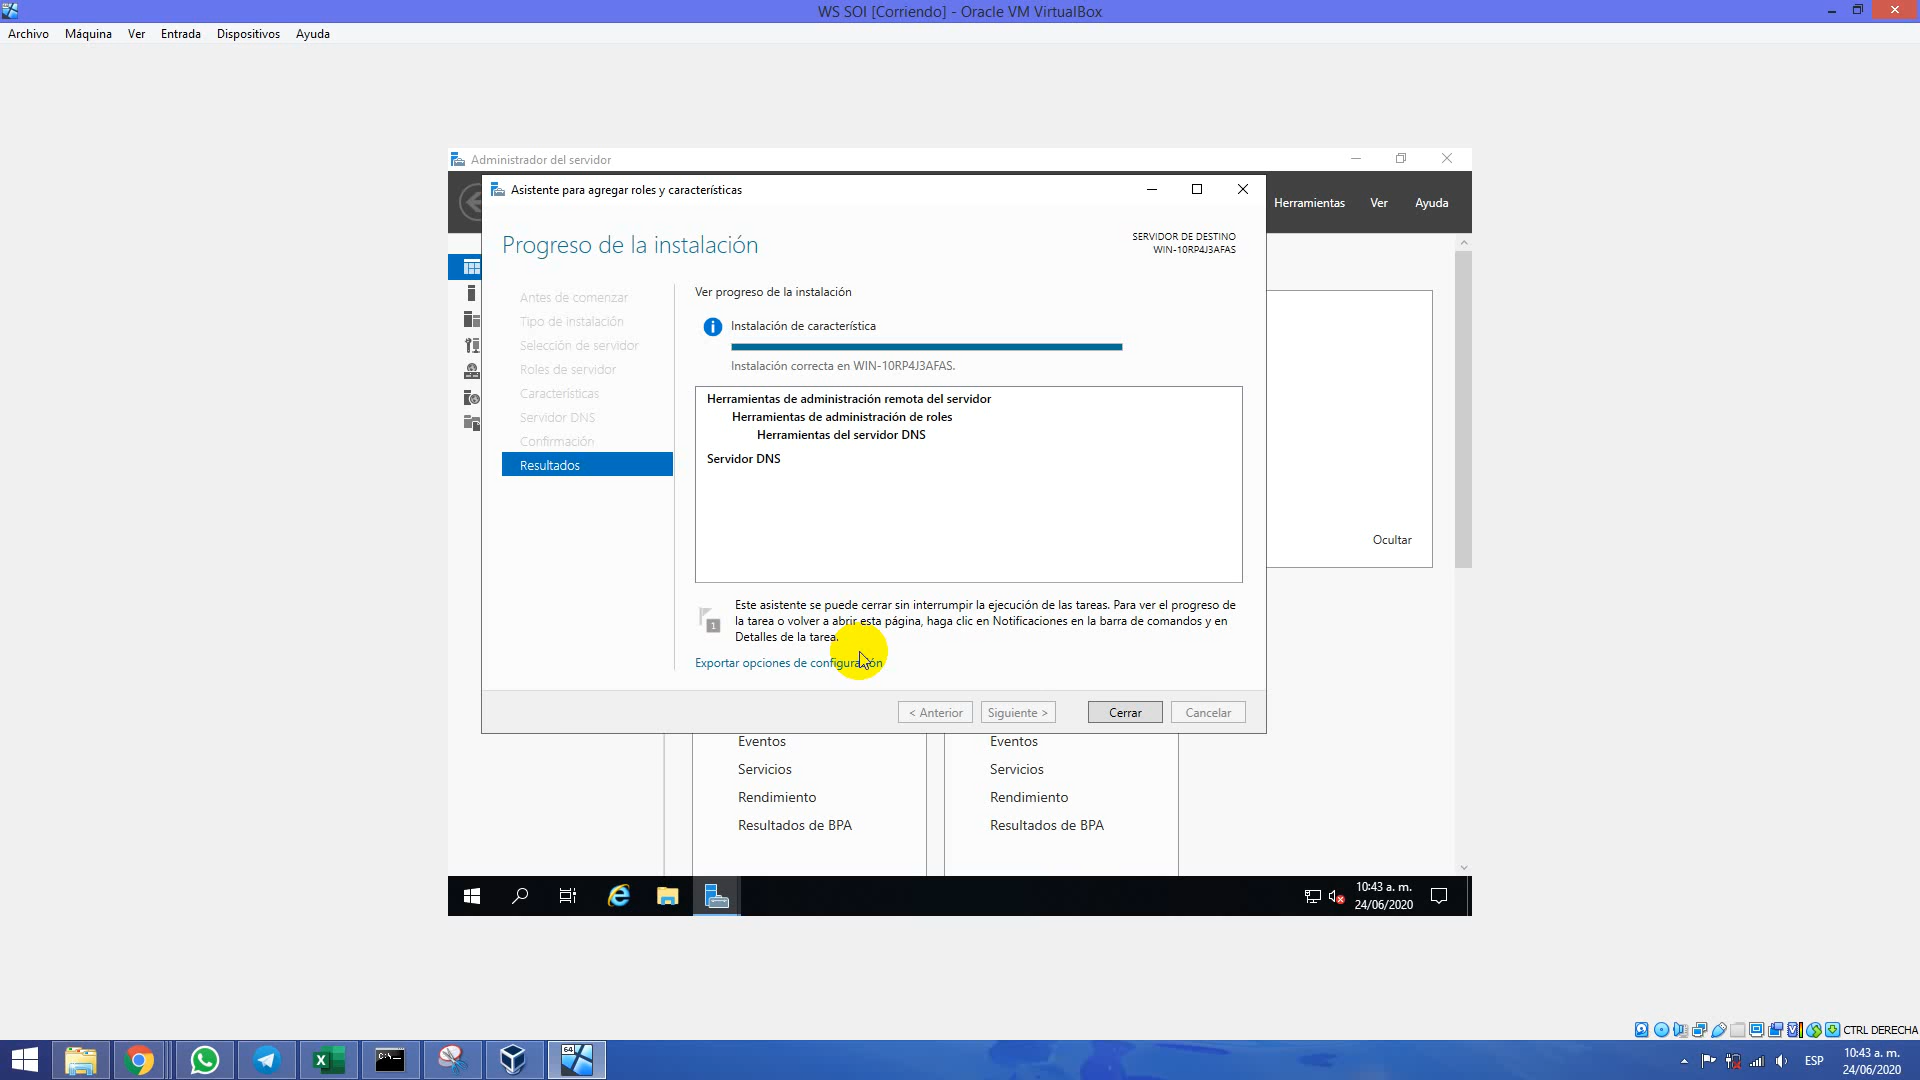 WS SOI [Corriendo] - Oracle VM VirtualBox
Archivo Máquina Ver Entrada Dispositivos Ayuda
Administrador del servidor
Herramientas Ver Ayuda
Asistente para agregar roles y características
Progreso de la instalación
SERVIDOR DE DESTINO
WIN-10RP4J3AFAS
Antes de comenzar
Tipo de instalación
Selección de servidor
Roles de servidor
Características
Servidor DNS
Confirmación
Resultados
Ver progreso de la instalación
Instalación de característica
Instalación correcta en WIN-10RP4J3AFAS.
Herramientas de administración remota del servidor
Herramientas de administración de roles
Herramientas del servidor DNS
Servidor DNS
Ocultar
1
Este asistente se puede cerrar sin interrumpir la ejecución de las tareas. Para ver el progreso de
la tarea o volver a abrir esta página, haga clic en Notificaciones en la barra de comandos y en
Detalles de la tarea.
Exportar opciones de configuración
< Anterior Siguiente > Cerrar Cancelar
Eventos Eventos
Servicios Servicios
Rendimiento Rendimiento
Resultados de BPA Resultados de BPA
10:43 a. m.
24/06/2020
CTRL DERECHA
C:\
64
ESP
10:43 a. m.
24/06/2020